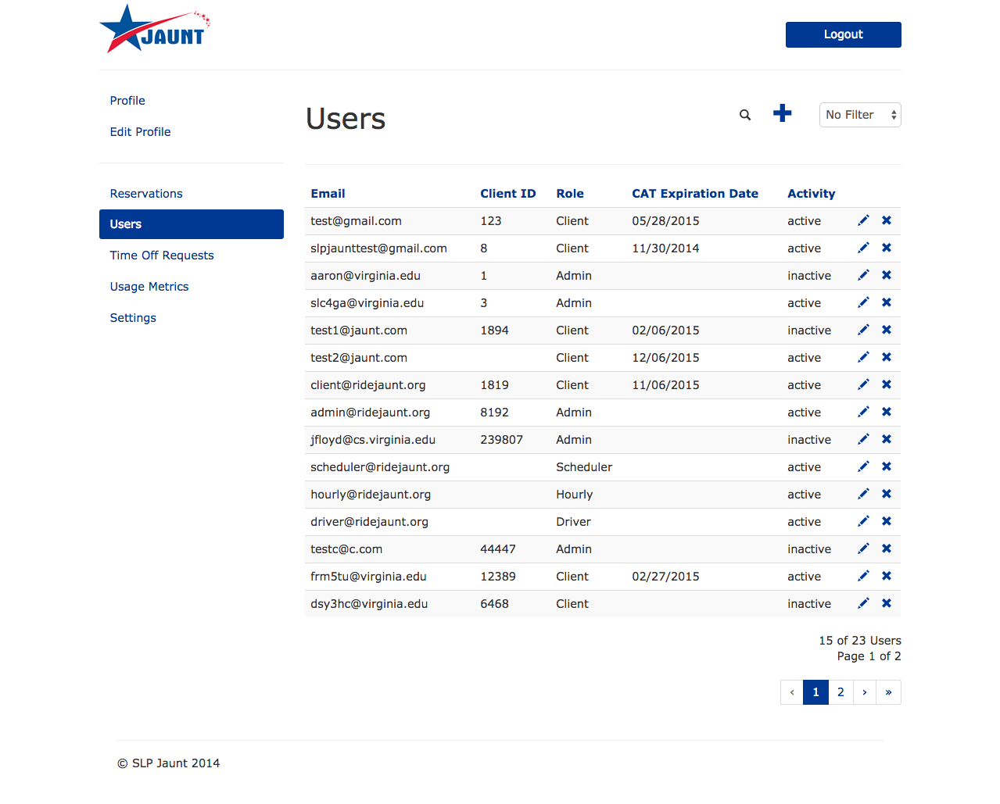 JAUNT
Logout
Profile
Edit Profile
Reservations
Users
Time Off Requests
Usage Metrics
Settings
Users
No Filter
Email Client ID Role CAT Expiration Date Activity
test@gmail.com 123 Client 05/28/2015 active
slpjaunttest@gmail.com 8 Client 11/30/2014 active
aaron@virginia.edu 1 Admin inactive
slc4ga@virginia.edu 3 Admin active
test1@jaunt.com 1894 Client 02/06/2015 inactive
test2@jaunt.com Client 12/06/2015 active
client@ridejaunt.org 1819 Client 11/06/2015 active
admin@ridejaunt.org 8192 Admin active
jfloyd@cs.virginia.edu 239807 Admin inactive
scheduler@ridejaunt.org Scheduler active
hourly@ridejaunt.org Hourly active
driver@ridejaunt.org Driver active
testc@c.com 44447 Admin inactive
frm5tu@virginia.edu 12389 Client 02/27/2015 active
dsy3hc@virginia.edu 6468 Client inactive
15 of 23 Users
Page 1 of 2
‹ 1 2 › »
© SLP Jaunt 2014